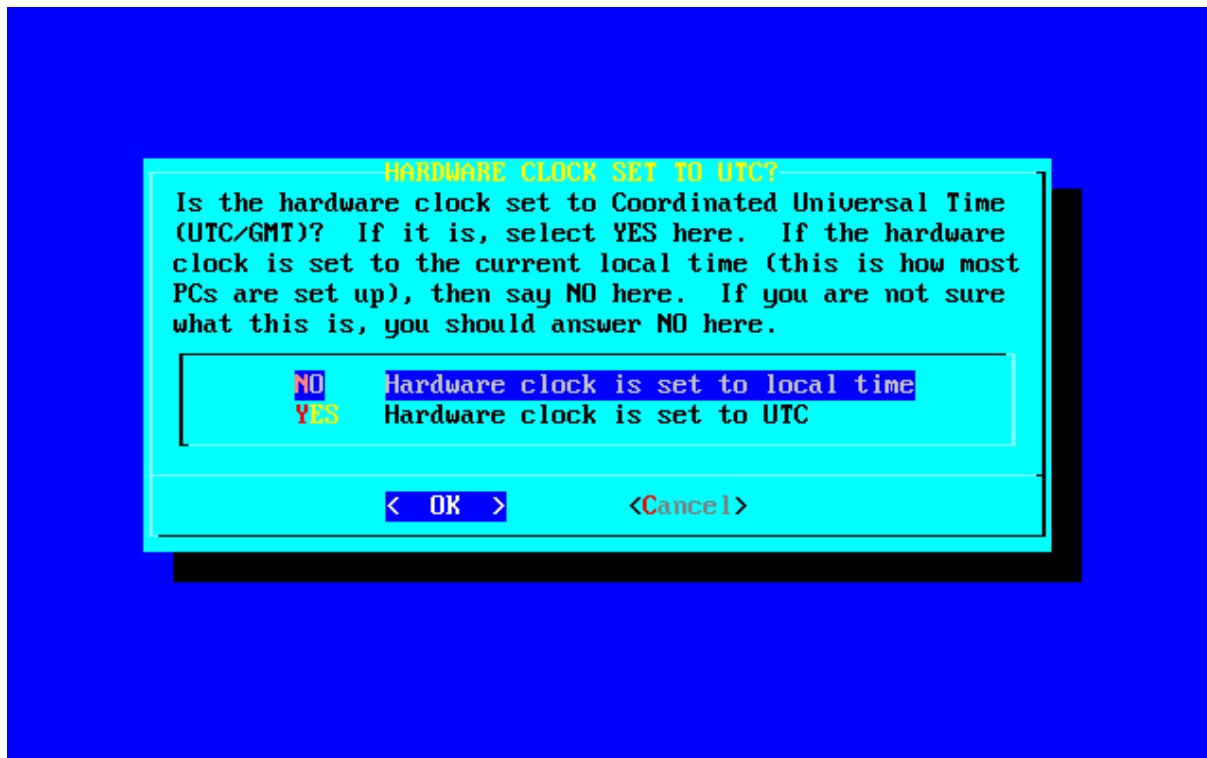 HARDWARE CLOCK SET TO UTC?
Is the hardware clock set to Coordinated Universal Time
(UTC/GMT)?  If it is, select YES here.  If the hardware
clock is set to the current local time (this is how most
PCs are set up), then say NO here.  If you are not sure
what this is, you should answer NO here.
NO    Hardware clock is set to local time
YES   Hardware clock is set to UTC
<  OK  >        <Cancel>